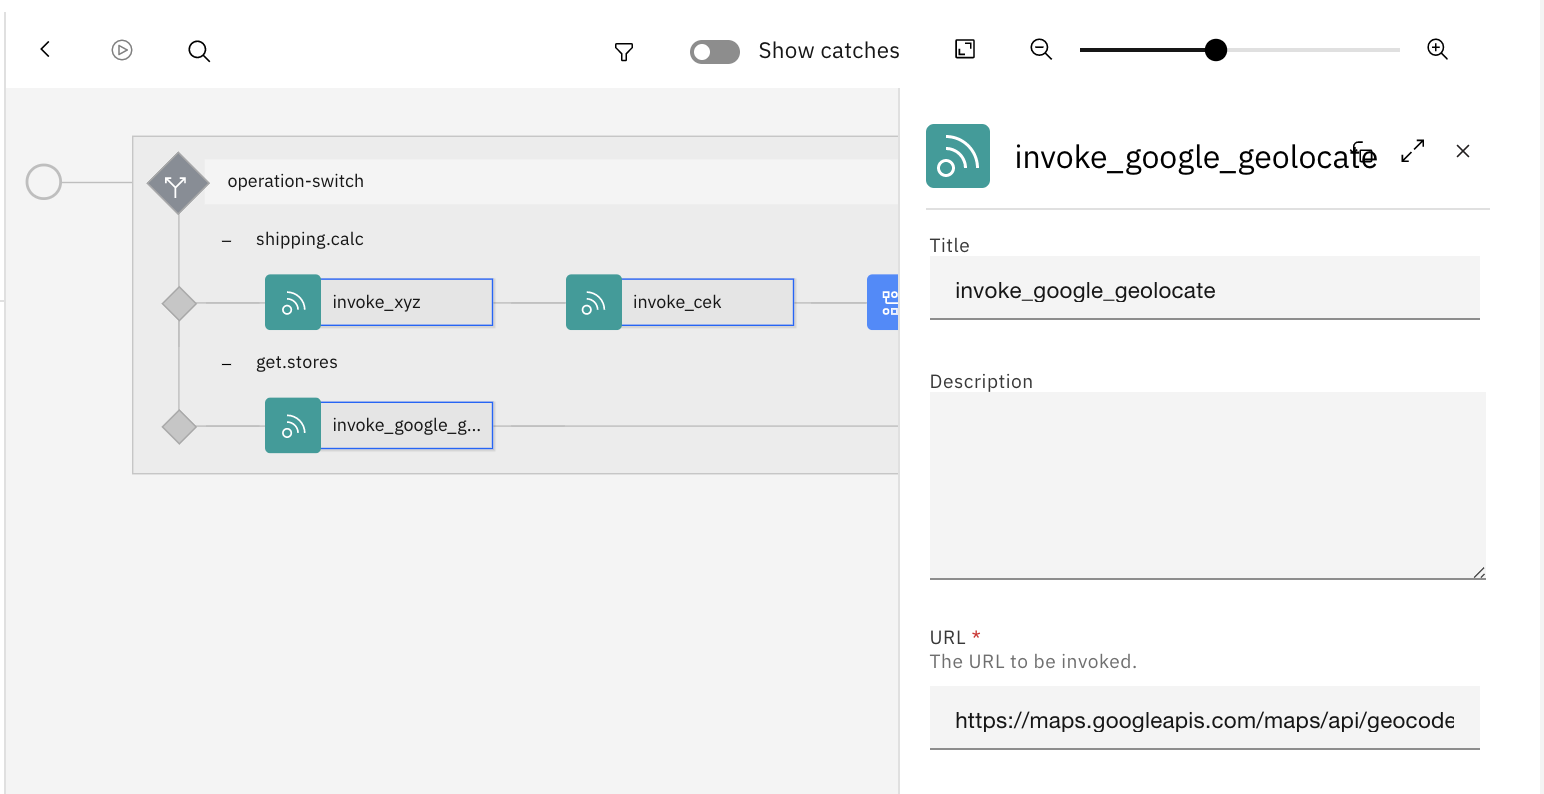 Show catches
operation-switch
– shipping.calc
invoke_xyz
invoke_cek
– get.stores
invoke_google_g...
invoke_google_geolocate
Title
invoke_google_geolocate
Description
URL *
The URL to be invoked.
https://maps.googleapis.com/maps/api/geocode